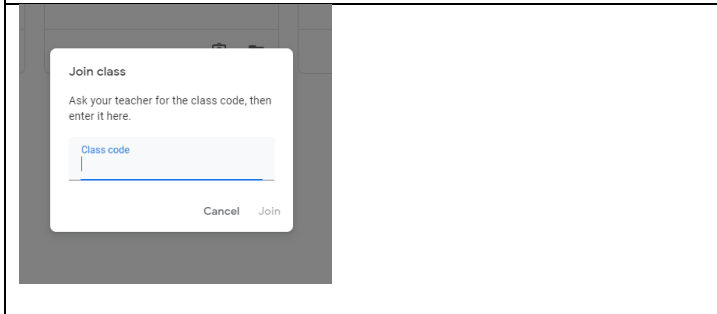 Join class
Ask your teacher for the class code, then
enter it here.
Class code
Cancel Join